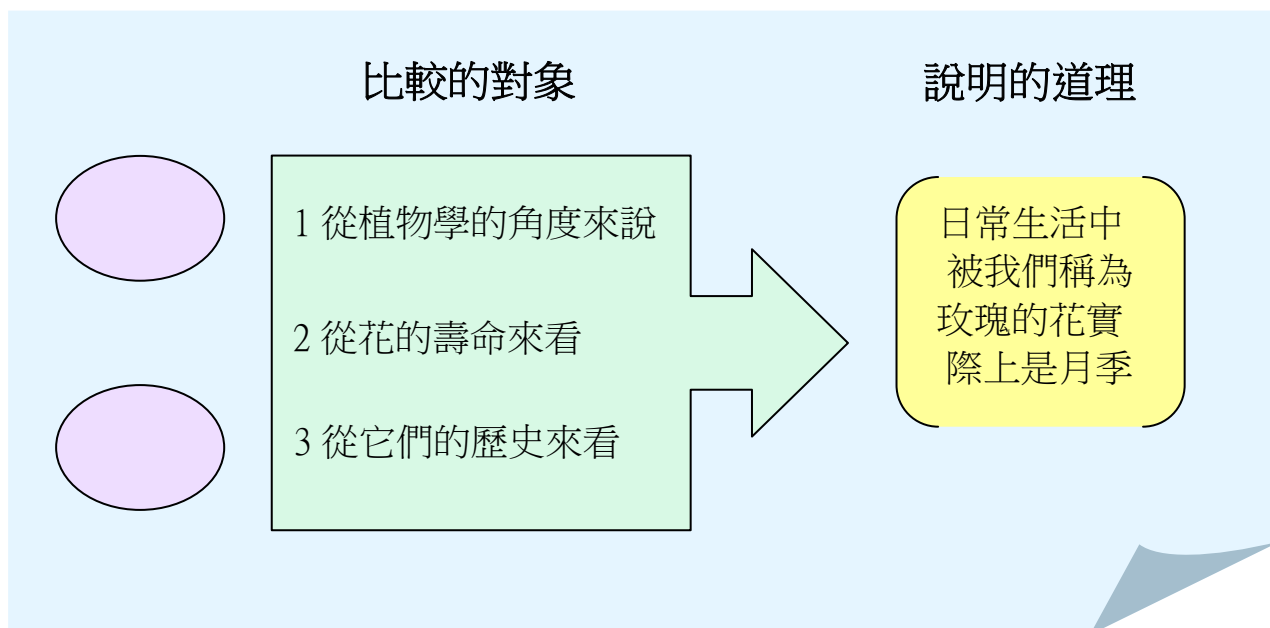 比較的對象
說明的道理
1 從植物學的角度來說
2 從花的壽命來看
3 從它們的歷史來看
日常生活中
被我們稱為
玫瑰的花實
際上是月季